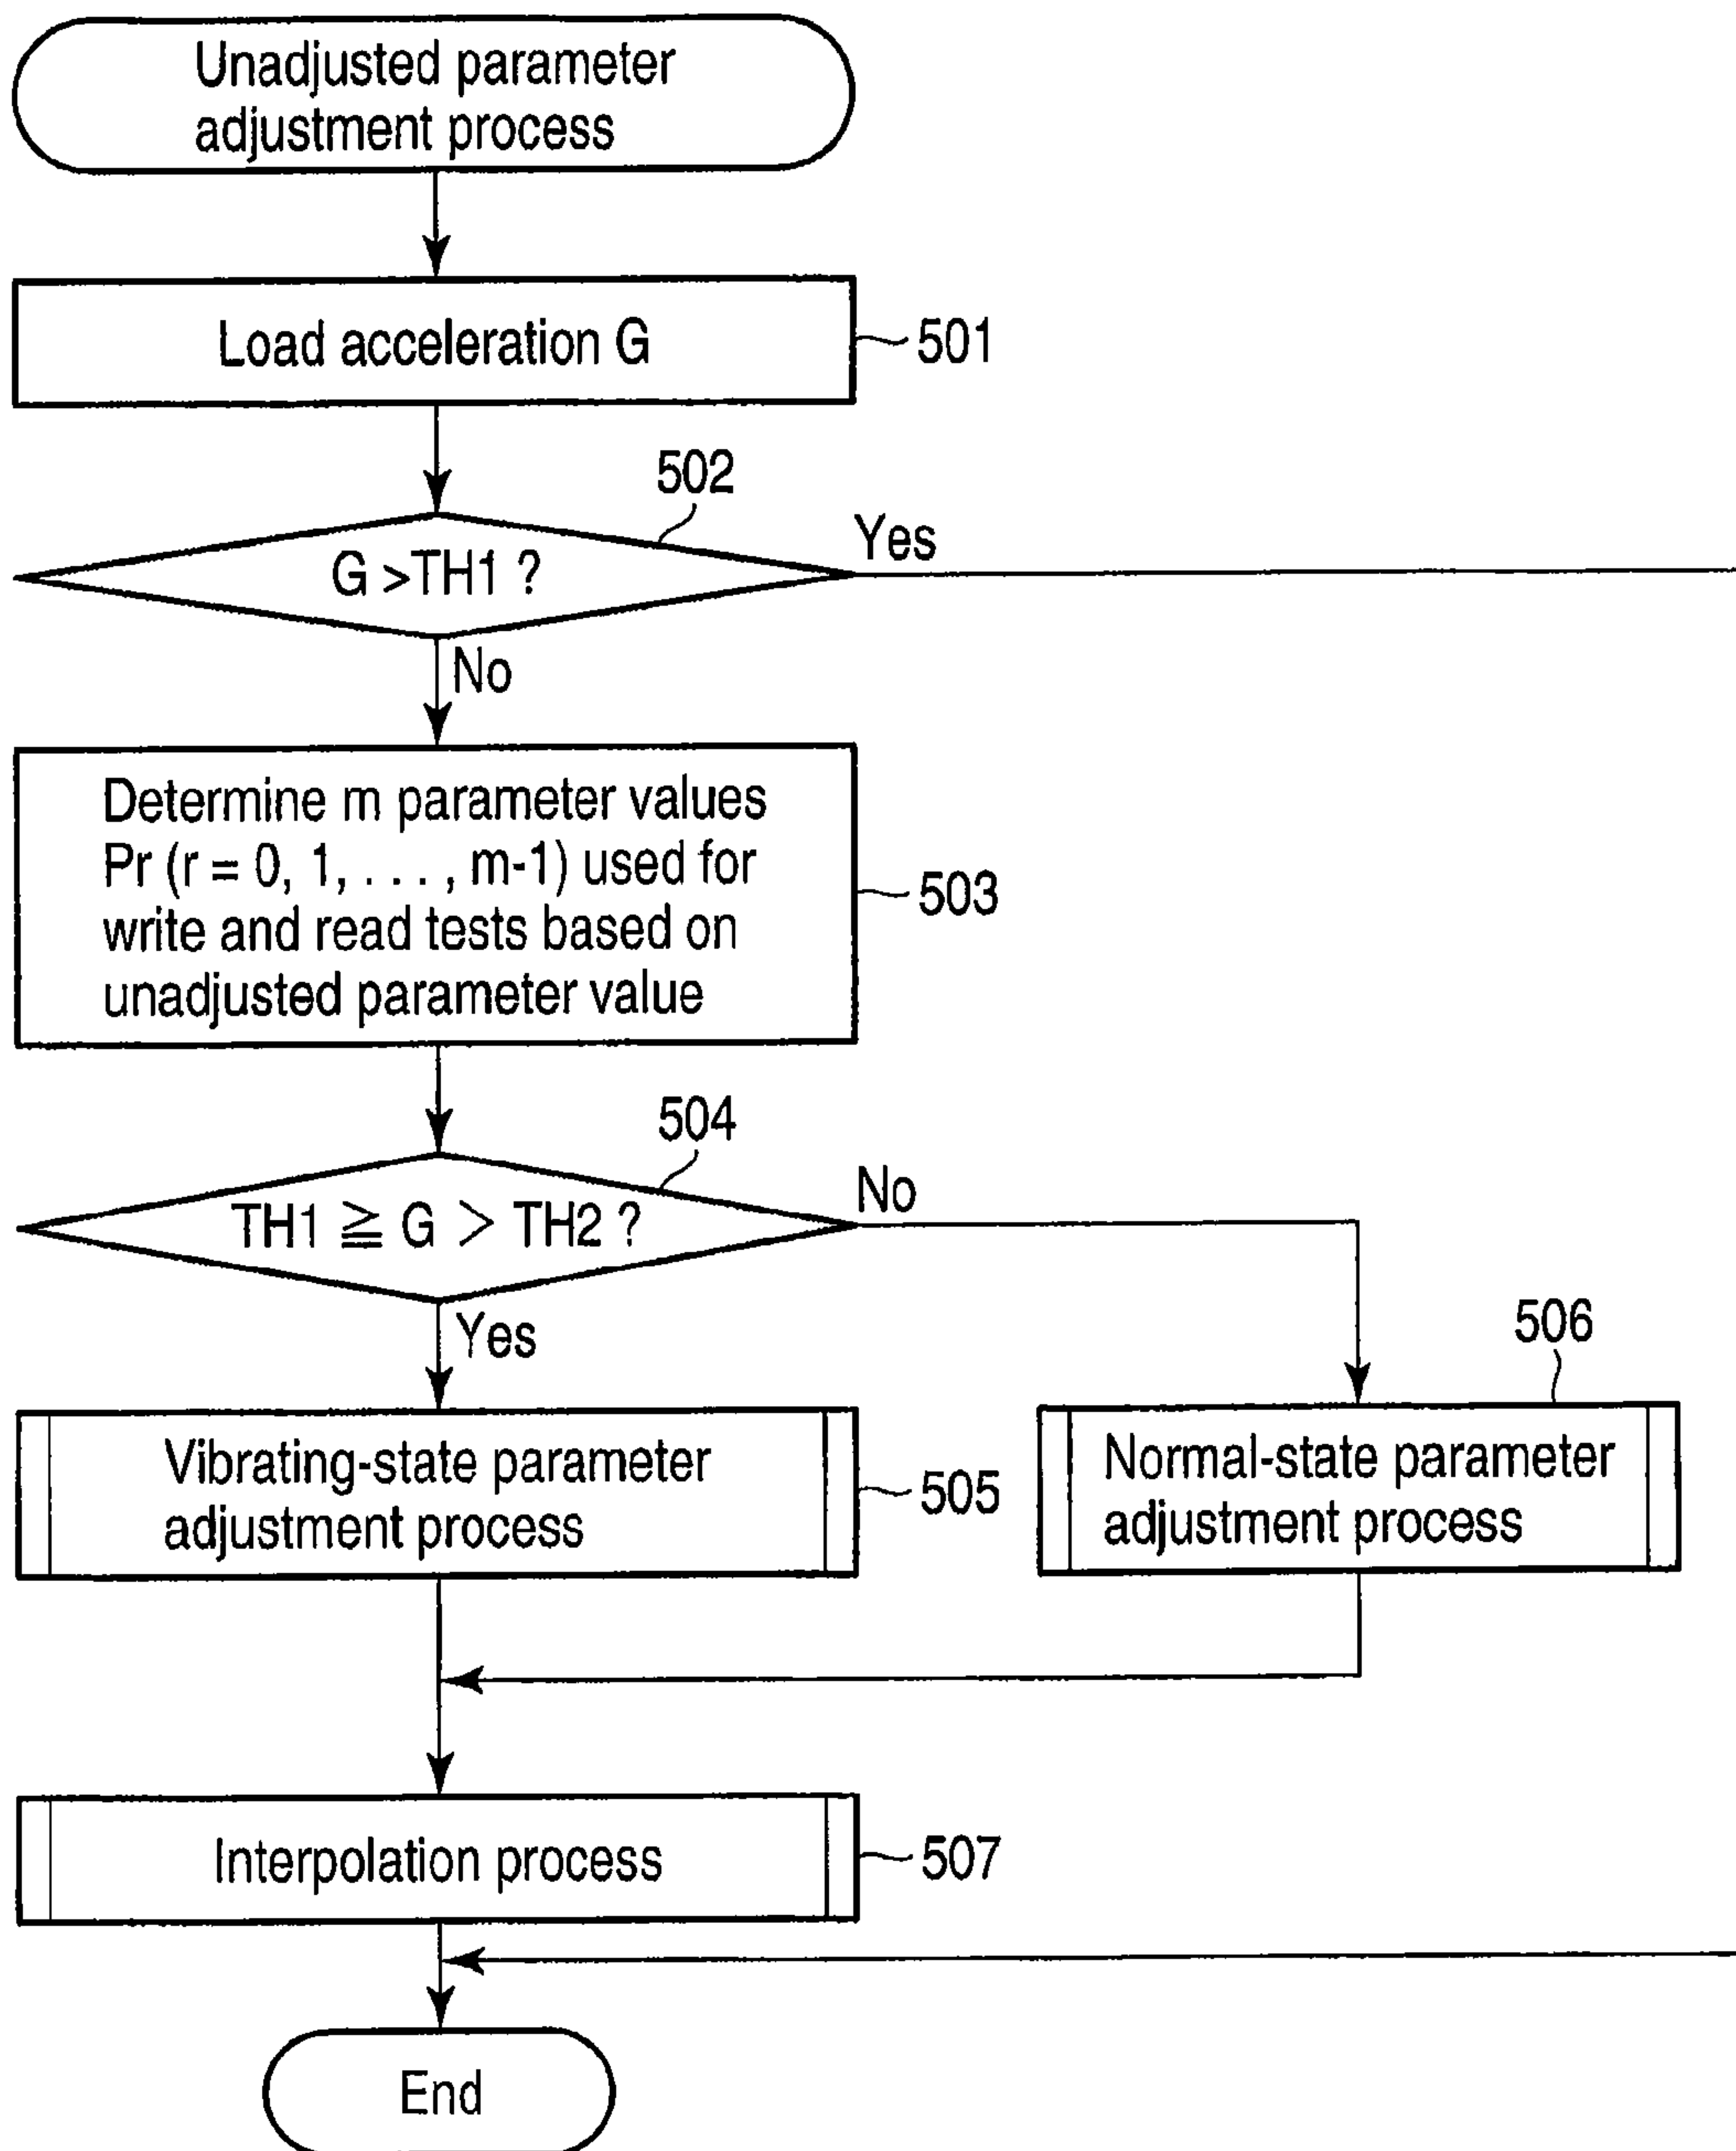 Unadjusted parameter
adjustment process
Load acceleration G
501
502
G >TH1 ?
Yes
No
Determine m parameter values
Pr (r = 0, 1, . . . , m-1) used for
write and read tests based on
unadjusted parameter value
503
504
TH1 ≧ G > TH2 ?
No
Yes
506
Vibrating-state parameter
adjustment process
505
Normal-state parameter
adjustment process
Interpolation process
507
End